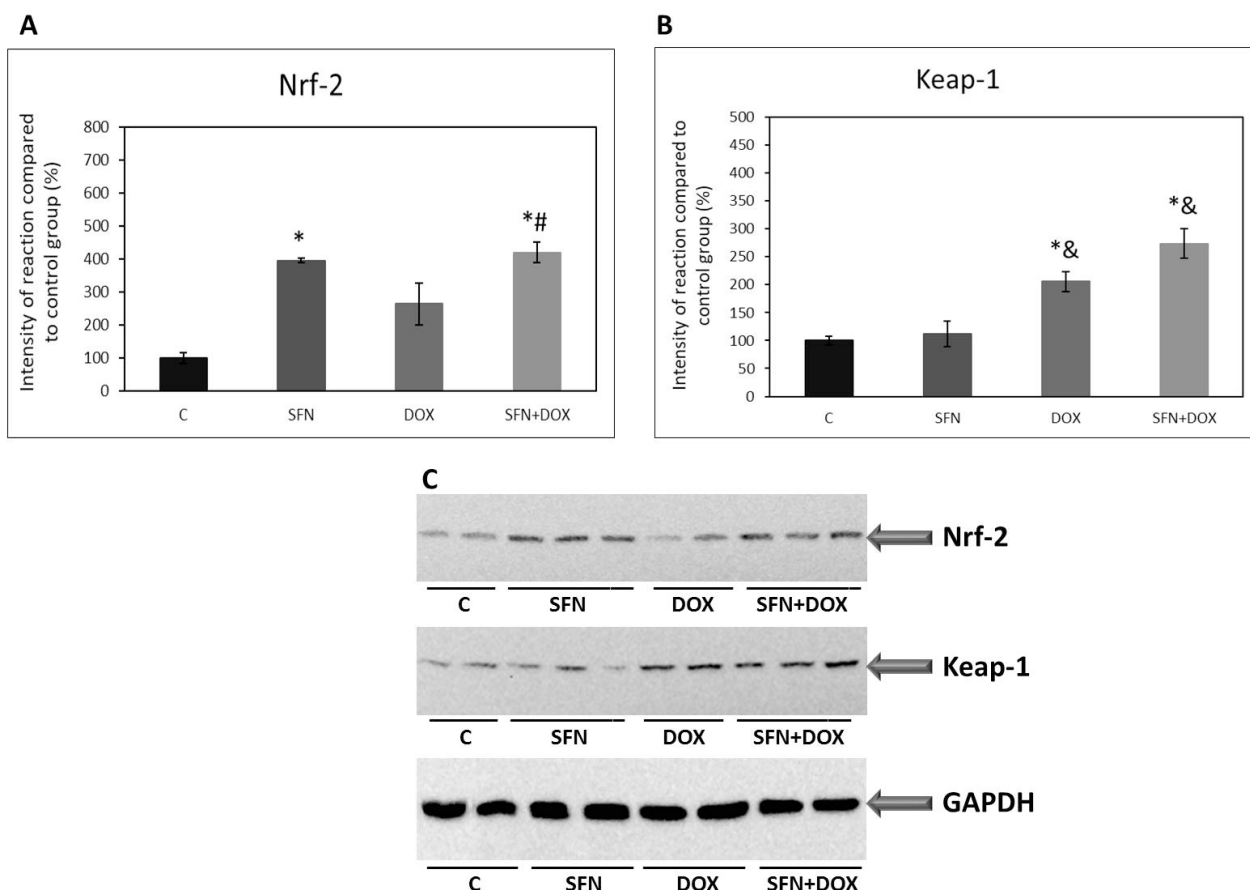 A
Nrf-2
Intensity of reaction compared
to control group (%)
800
700
600
500
400
300
200
100
0
*
*#
C SFN DOX SFN+DOX
B
Keap-1
Intensity of reaction compared to
control group (%)
500
450
400
350
300
250
200
150
100
50
0
*&
*&
C SFN DOX SFN+DOX
C
Nrf-2
C SFN DOX SFN+DOX
Keap-1
C SFN DOX SFN+DOX
GAPDH
C SFN DOX SFN+DOX